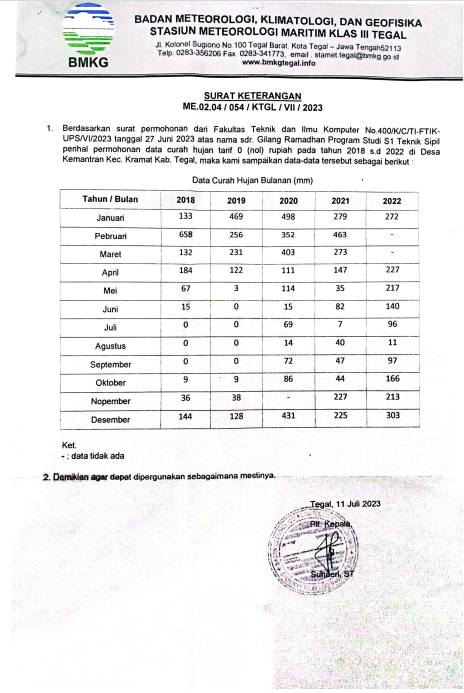 BMKG
BADAN METEOROLOGI, KLIMATOLOGI, DAN GEOFISIKA
STASIUN METEOROLOGI MARITIM KLAS III TEGAL
Jl. Kolonel Sugiono No 100 Tegal Barat, Kota Tegal – Jawa Tengah52113
Telp. 0283-356206 Fax. 0283-341773, email . stamet.tegal@bmkg.go.id
www.bmkgtegal.info
SURAT KETERANGAN
ME.02.04 / 054 / KTGL / VII / 2023
1. Berdasarkan surat permohonan dari Fakultas Teknik dan Ilmu Komputer No.400/K/C/TI-FTIK-
UPS/VI/2023 tanggal 27 Juni 2023 atas nama sdr. Gilang Ramadhan Program Studi S1 Teknik Sipil
perihal permohonan data curah hujan tarif 0 (nol) rupiah pada tahun 2018 s.d 2022 di Desa
Kemantran Kec. Kramat Kab. Tegal, maka kami sampaikan data-data tersebut sebagai berikut :
Data Curah Hujan Bulanan (mm)
Tahun / Bulan 2018 2019 2020 2021 2022
Januari 133 469 498 279 272
Pebruari 658 256 352 463 -
Maret 132 231 403 273 -
April 184 122 111 147 227
Mei 67 3 114 35 217
Juni 15 0 15 82 140
Juli 0 0 69 7 96
Agustus 0 0 14 40 11
September 0 0 72 47 97
Oktober 9 9 86 44 166
Nopember 36 38 - 227 213
Desember 144 128 431 225 303
Ket.
- : data tidak ada
2. Demikian agar dapat dipergunakan sebagaimana mestinya.
Tegal, 11 Juli 2023
Plt. Kepala,
ST